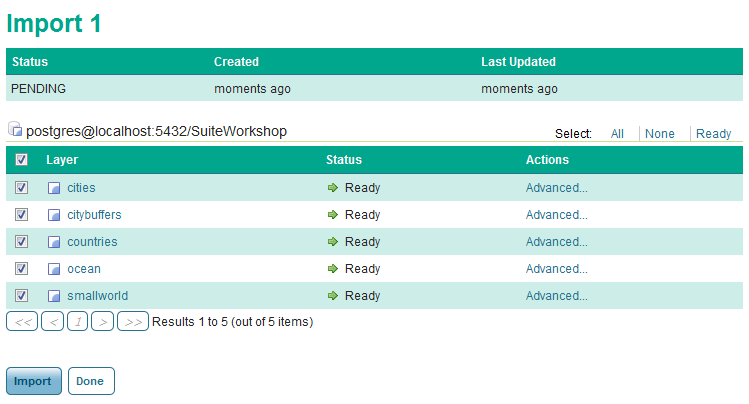 Import 1
Status Created Last Updated
PENDING moments ago moments ago
postgres@localhost:5432/SuiteWorkshop Select: All None Ready
Layer Status Actions
cities Ready Advanced...
citybuffers Ready Advanced...
countries Ready Advanced...
ocean Ready Advanced...
smallworld Ready Advanced...
<< < 1 > >> Results 1 to 5 (out of 5 items)
Import Done